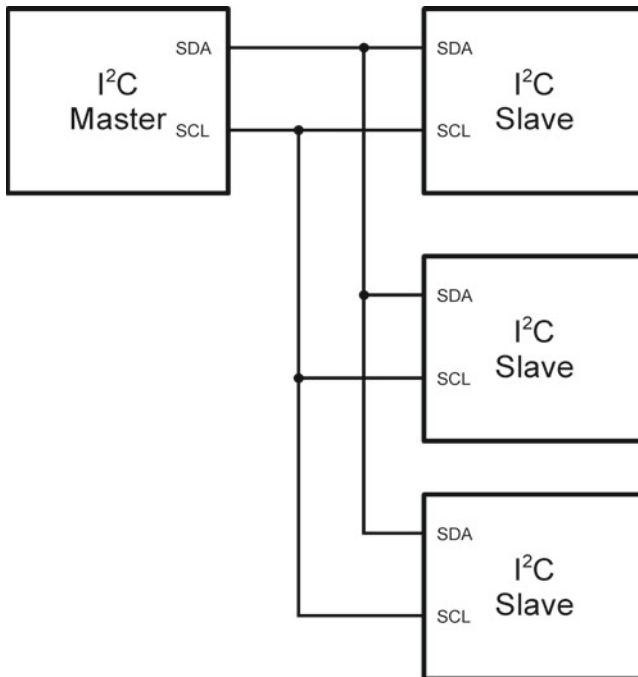 SDA
I²C
Master
SCL
SDA
I²C
Slave
SCL
SDA
I²C
Slave
SCL
SDA
I²C
Slave
SCL